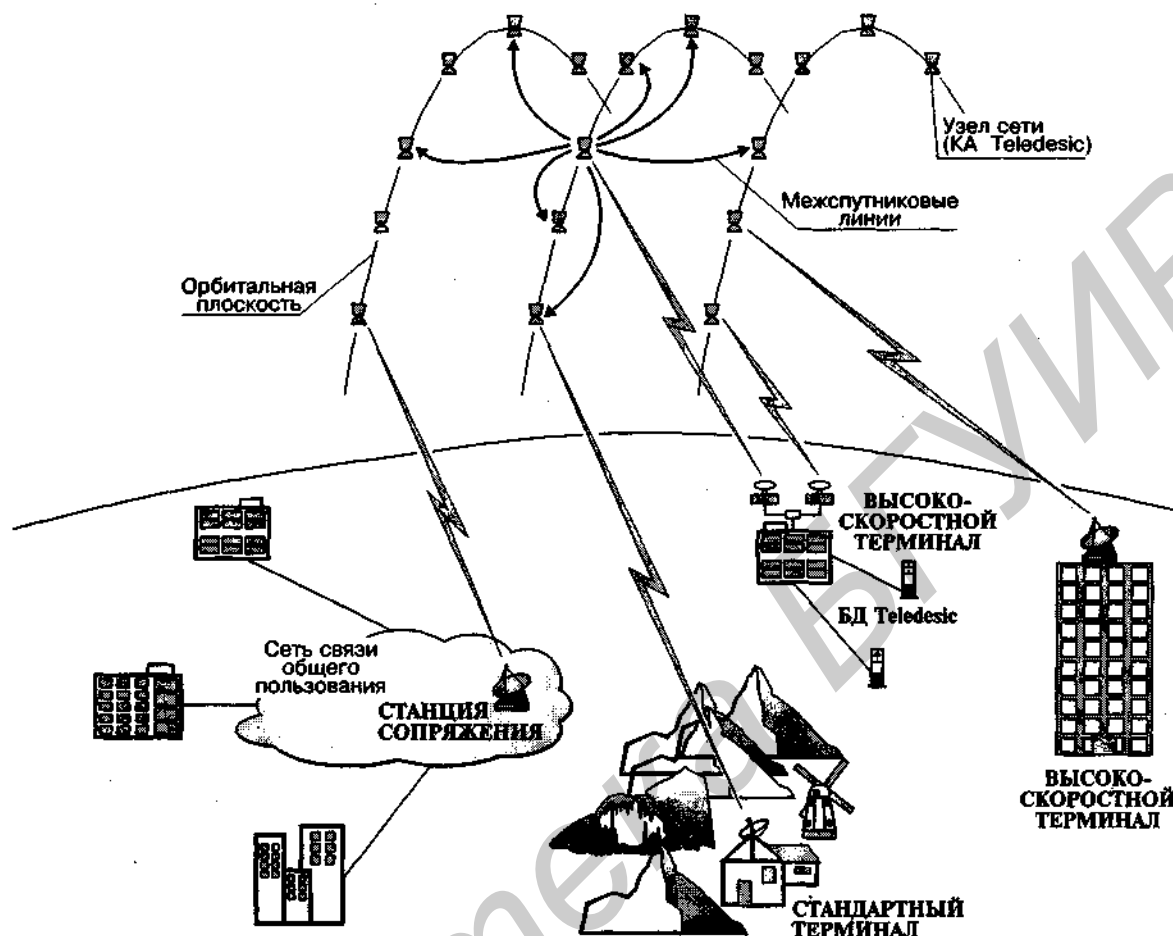 Узел сети
(КА Teledesic)
Межспутниковые
линии
Орбитальная
плоскость
ВЫСОКО-
СКОРОСТНОЙ
ТЕРМИНАЛ
БД Teledesic
Сеть связи
общего
пользования
СТАНЦИЯ
СОПРЯЖЕНИЯ
ВЫСОКО-
СКОРОСТНОЙ
ТЕРМИНАЛ
СТАНДАРТНЫЙ
ТЕРМИНАЛ